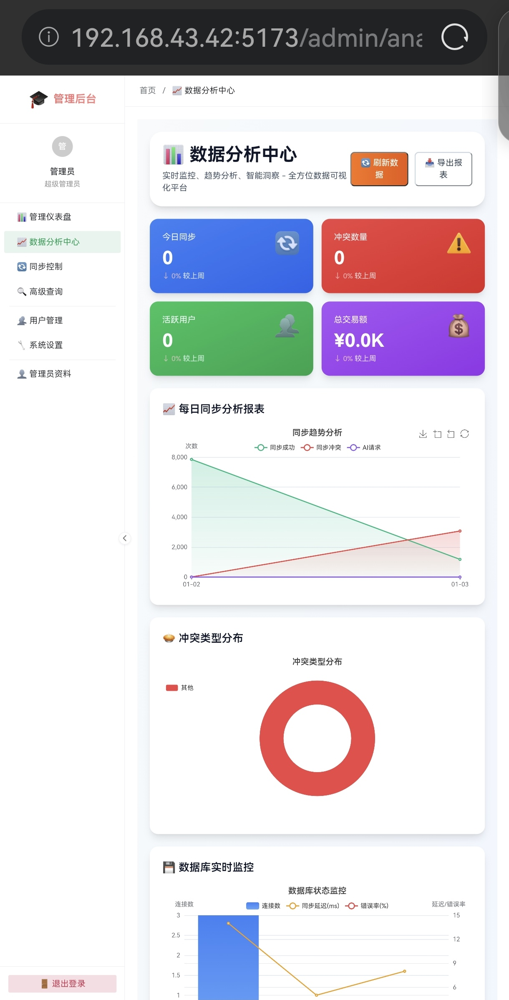 192.168.43.42:5173/admin/ana
管理后台
管
管理员
超级管理员
管理仪表盘
数据分析中心
同步控制
高级查询
用户管理
系统设置
管理员资料
退出登录
首页 / 数据分析中心
数据分析中心
实时监控、趋势分析、智能洞察 - 全方位数据可视
化平台
刷新数
据
导出报
表
今日同步
0
↓ 0% 较上周
冲突数量
0
↓ 0% 较上周
活跃用户
0
↓ 0% 较上周
总交易额
¥0.0K
↓ 0% 较上周
每日同步分析报表
同步趋势分析
次数
同步成功 同步冲突 AI请求
8,000
6,000
4,000
2,000
0
01-02 01-03
冲突类型分布
冲突类型分布
其他
数据库实时监控
数据库状态监控
连接数 连接数 同步延迟(ms) 错误率(%) 延迟/错误率
3 15
2.5 12
2 9
1.5 6
1